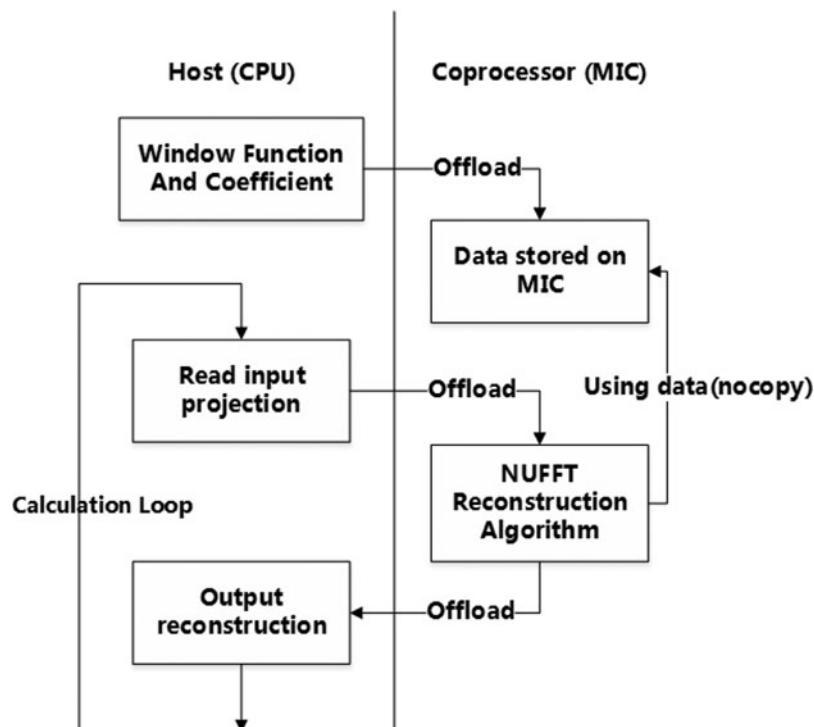 Host (CPU)
Coprocessor (MIC)
Window Function
And Coefficient
Offload
Data stored on
MIC
Read input
projection
Offload
Using data(nocopy)
NUFFT
Reconstruction
Algorithm
Calculation Loop
Output
reconstruction
Offload